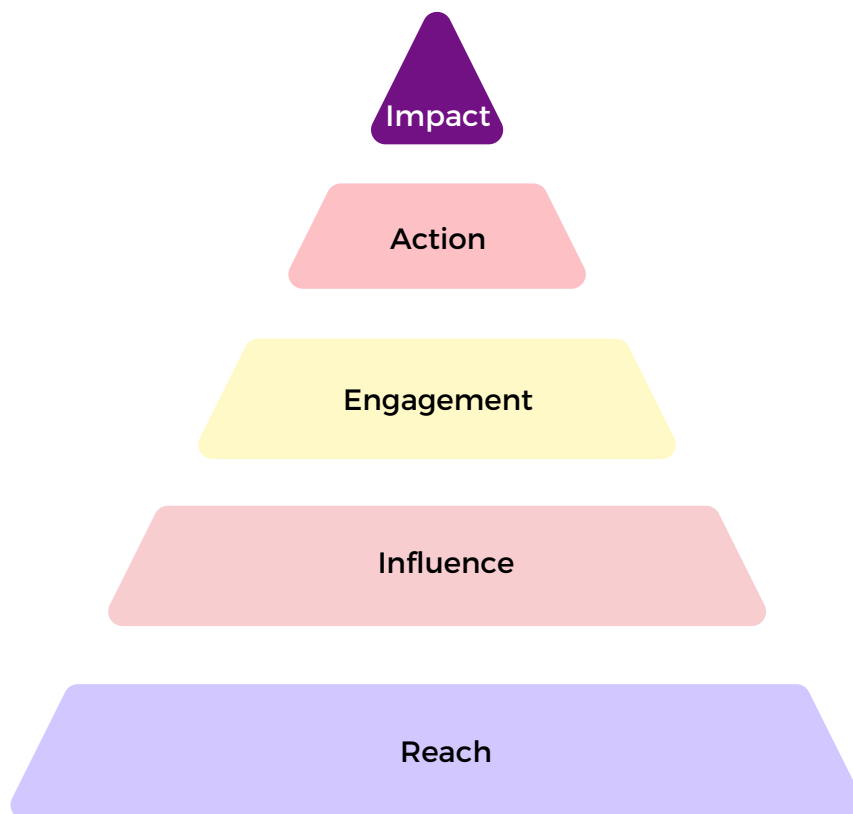 Impact
Action
Engagement
Influence
Reach